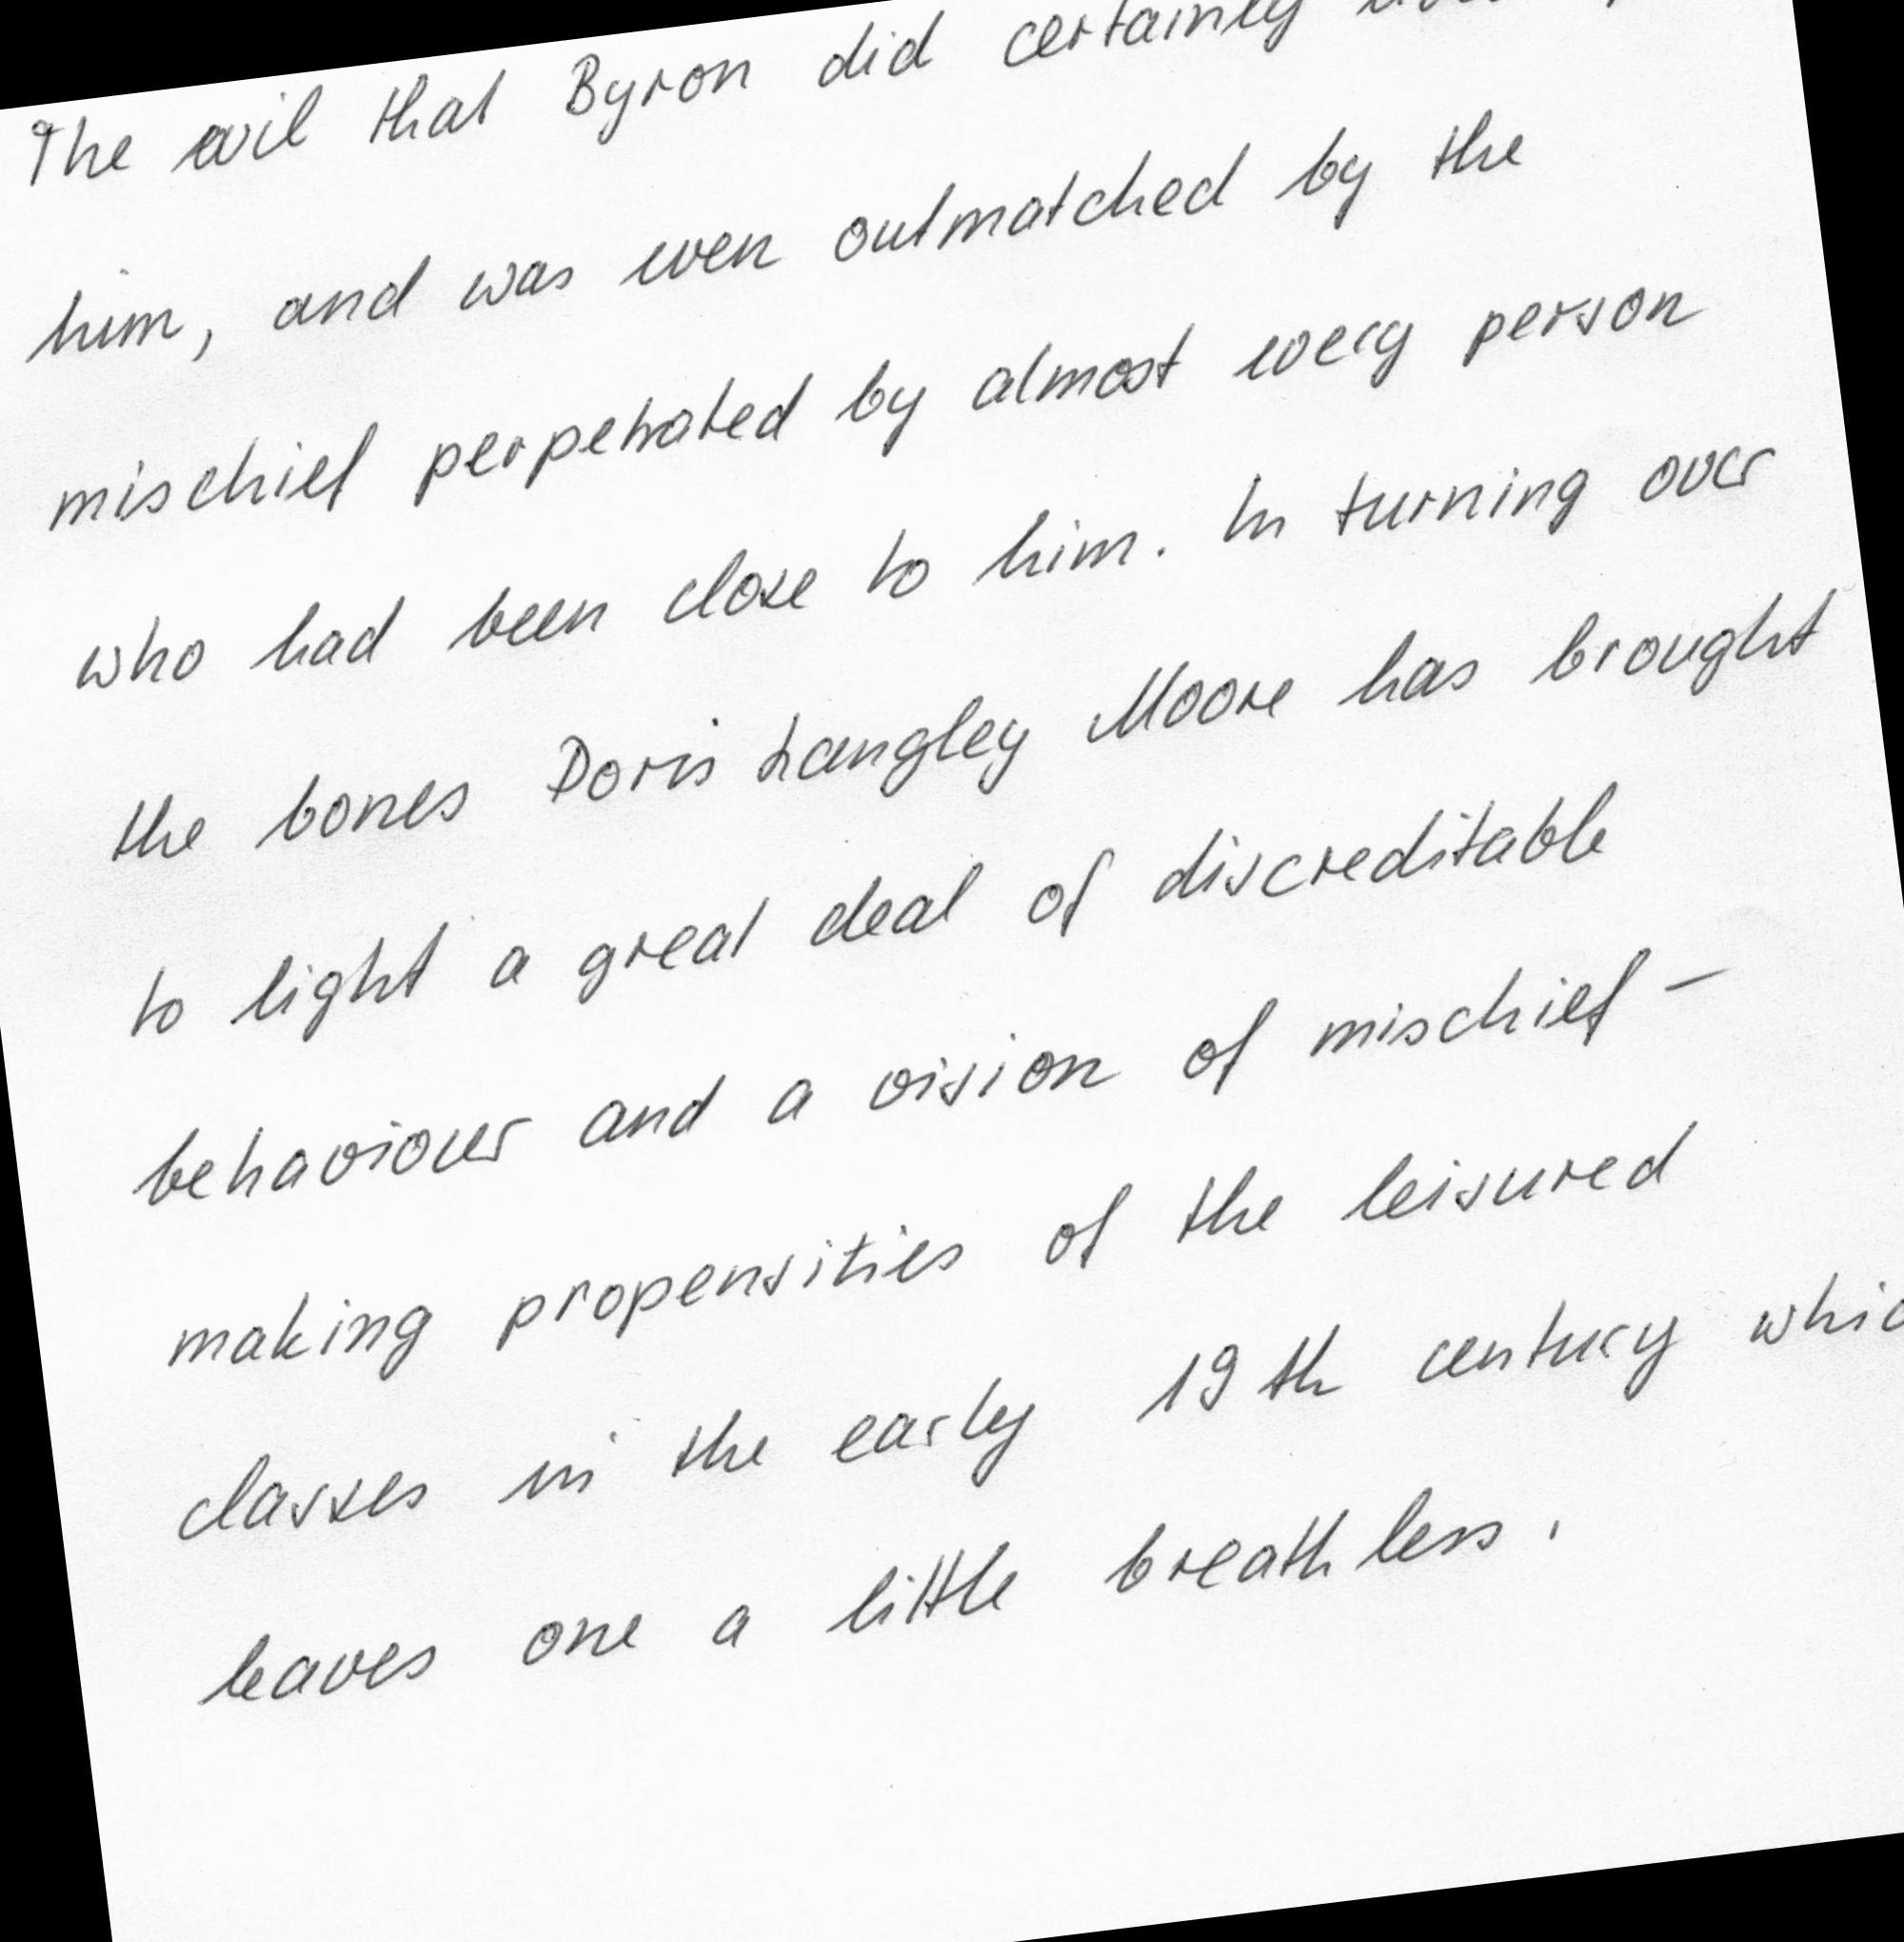 The evil that Byron did certainly
him, and was even outmatched by the
mischief perpetrated by almost every person
who had been close to him. In turning over
the bones Doris Langley Moore has brought
to light a great deal of discreditable
behaviour and a vision of mischief -
making propensities of the leisured
classes in the early 19th century whic
leaves one a little breathless.